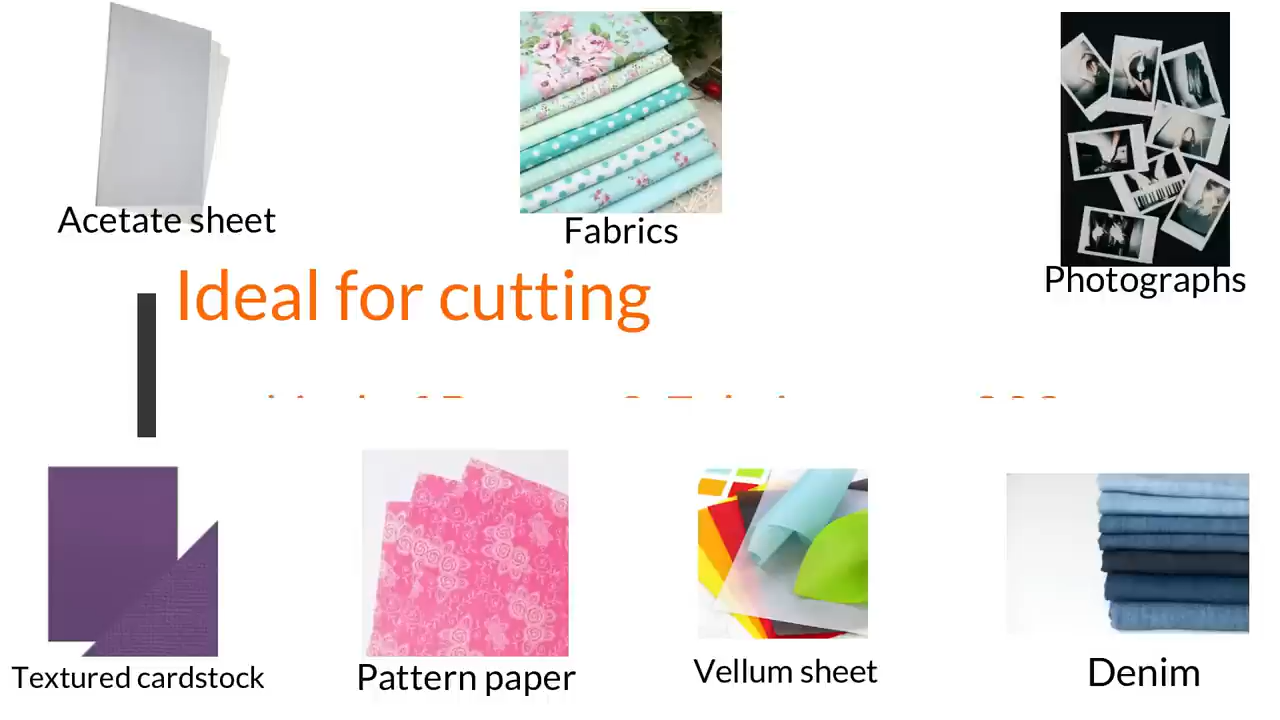 Acetate sheet
Fabrics
Photographs
Ideal for cutting
Textured cardstock
Pattern paper
Vellum sheet
Denim